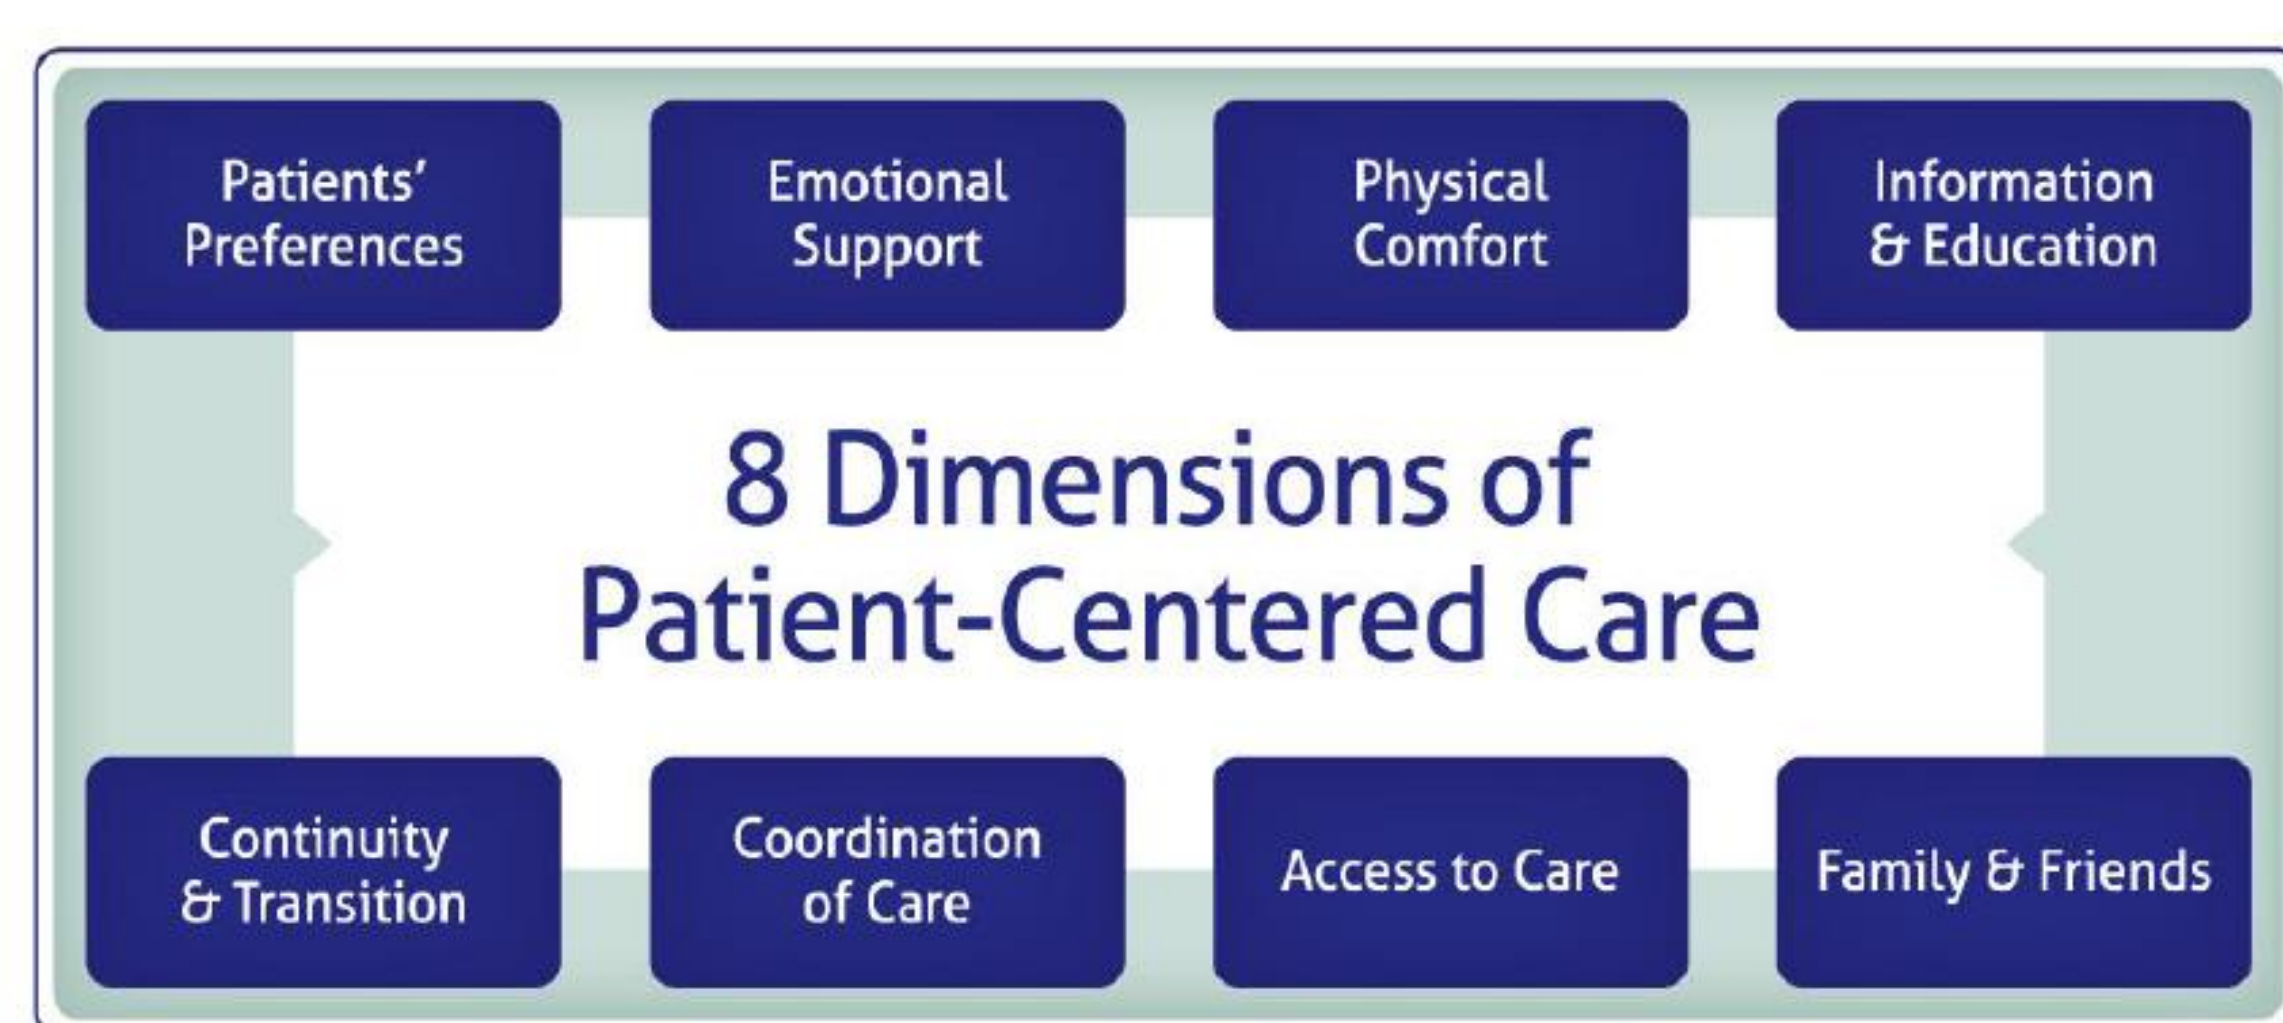 Patients’
Preferences
Emotional
Support
Physical
Comfort
Information
& Education
8 Dimensions of
Patient-Centered Care
Continuity
& Transition
Coordination
of Care
Access to Care
Family & Friends